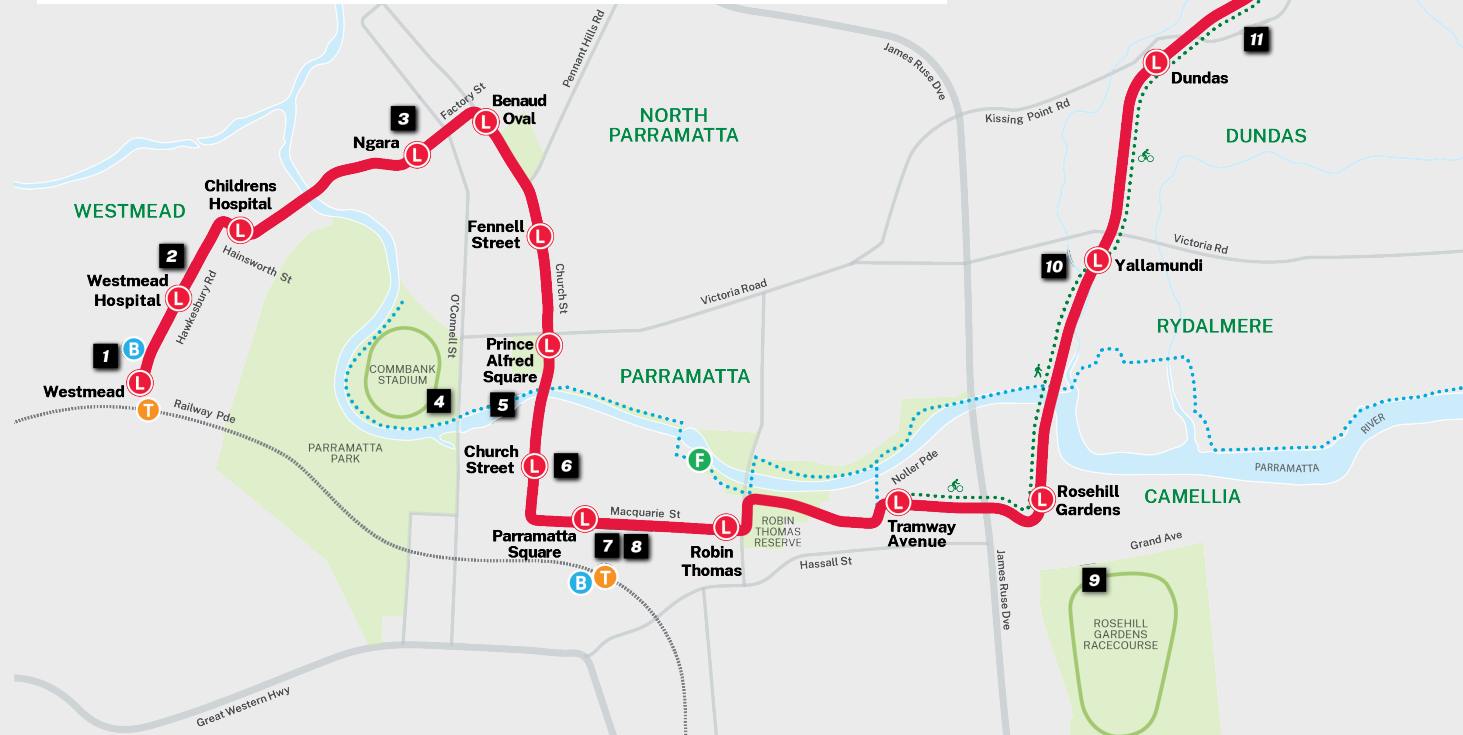 11
L
Dundas
James Ruse Dve
Pennant Hills Rd
Factory St
Benaud
Oval
L
3
Ngara
L
NORTH
PARRAMATTA
Kissing Point Rd
DUNDAS
Childrens
Hospital
L
WESTMEAD
Hainsworth St
2
Westmead
Hospital
L
Hawkesbury Rd
Fennell
Street
L
Church St
Victoria Rd
L
Yallamundi
10
Victoria Road
O'Connell St
RYDALMERE
1
B
L
Westmead
T
Railway Pde
Prince
Alfred
Square
L
COMMBANK
STADIUM
4
5
PARRAMATTA
PARRAMATTA
PARK
Church
Street
L
6
F
Noller Pde
RIVER
PARRAMATTA
L
Rosehill
Gardens
CAMELLIA
L
Macquarie St
Parramatta
Square
7
8
B
T
L
Robin
Thomas
ROBIN
THOMAS
RESERVE
L
Tramway
Avenue
Hassall St
James Ruse Dve
Grand Ave
9
ROSEHILL
GARDENS
RACECOURSE
Great Western Hwy